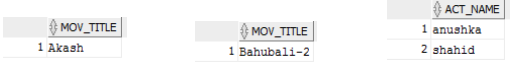 MOV_TITLE
1 Akash
MOV_TITLE
1 Bahubali-2
ACT_NAME
1 anushka
2 shahid